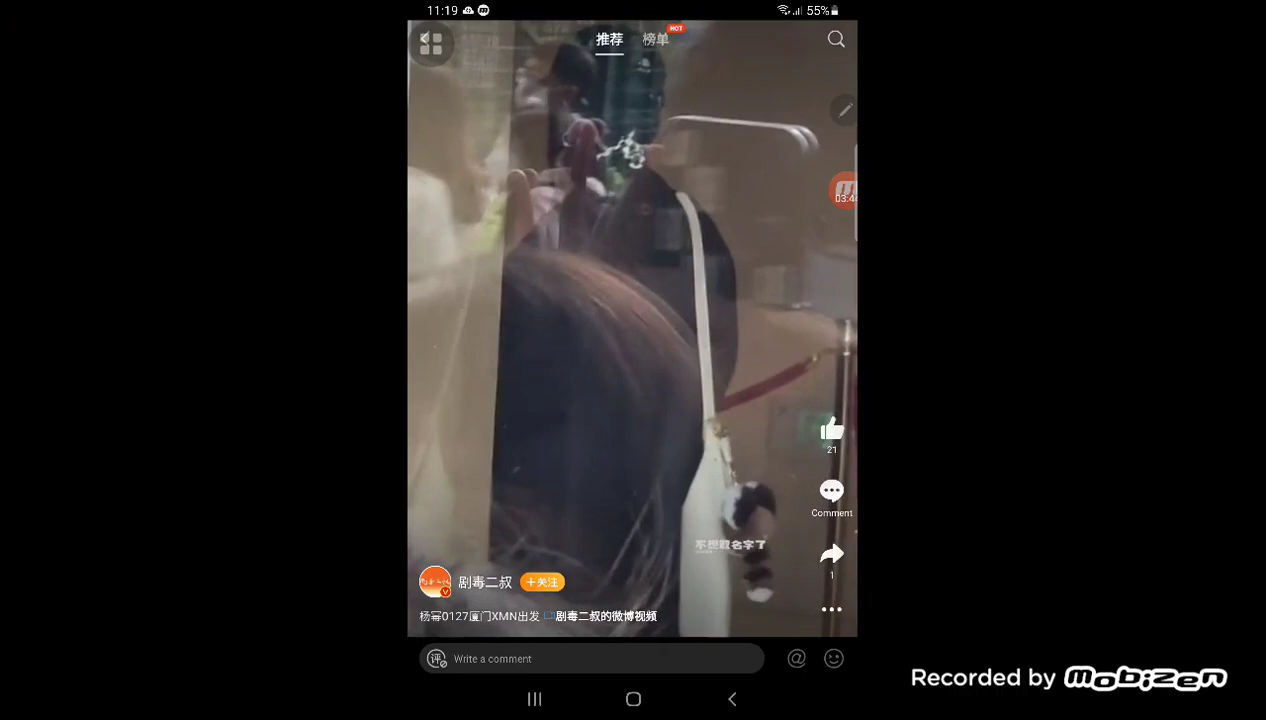 11:19
55%
推荐
榜单
HOT
03:4
21
Comment
不想取名字了
剧毒二叔
+关注
1
杨幂0127厦门XMN出发 剧毒二叔的微博视频
评
Write a comment
Recorded by mobizen